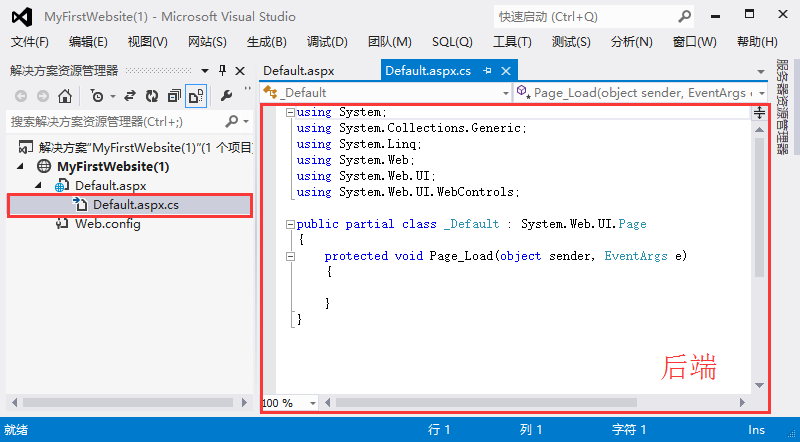 MyFirstWebsite(1) - Microsoft Visual Studio
快速启动 (Ctrl+Q)
文件(F) 编辑(E) 视图(V) 网站(S) 生成(B) 调试(D) 团队(M) SQL(Q) 工具(T) 测试(S) 分析(N) 窗口(W) 帮助(H)
解决方案资源管理器
搜索解决方案资源管理器(Ctrl+;)
解决方案"MyFirstWebsite(1)"(1 个项目)
MyFirstWebsite(1)
Default.aspx
Default.aspx.cs
Web.config
Default.aspx Default.aspx.cs
_Default Page_Load(object sender, EventArgs e
using System;
using System.Collections.Generic;
using System.Linq;
using System.Web;
using System.Web.UI;
using System.Web.UI.WebControls;
public partial class _Default : System.Web.UI.Page
{
protected void Page_Load(object sender, EventArgs e)
{
}
}
后端
100 %
服务器资源管理器
就绪 行 1 列 1 字符 1 Ins